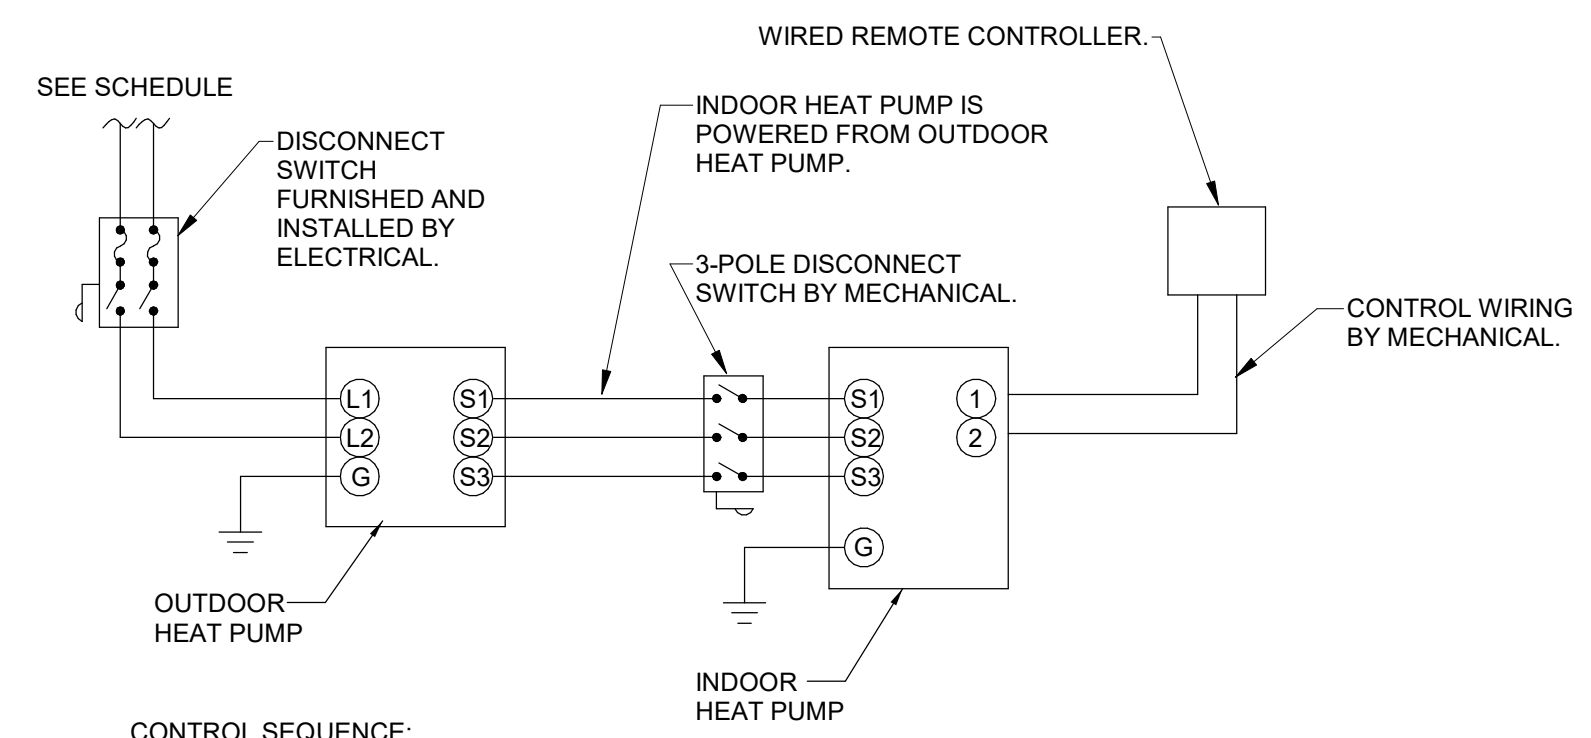 WIRED REMOTE CONTROLLER.
SEE SCHEDULE
INDOOR HEAT PUMP IS
POWERED FROM OUTDOOR
HEAT PUMP.
DISCONNECT
SWITCH
FURNISHED AND
INSTALLED BY
ELECTRICAL.
3-POLE DISCONNECT
SWITCH BY MECHANICAL.
CONTROL WIRING
BY MECHANICAL.
L1
L2
G
S1
S2
S3
S1
S2
S3
G
1
2
OUTDOOR
HEAT PUMP
INDOOR
HEAT PUMP
CONTROL SEQUENCE: